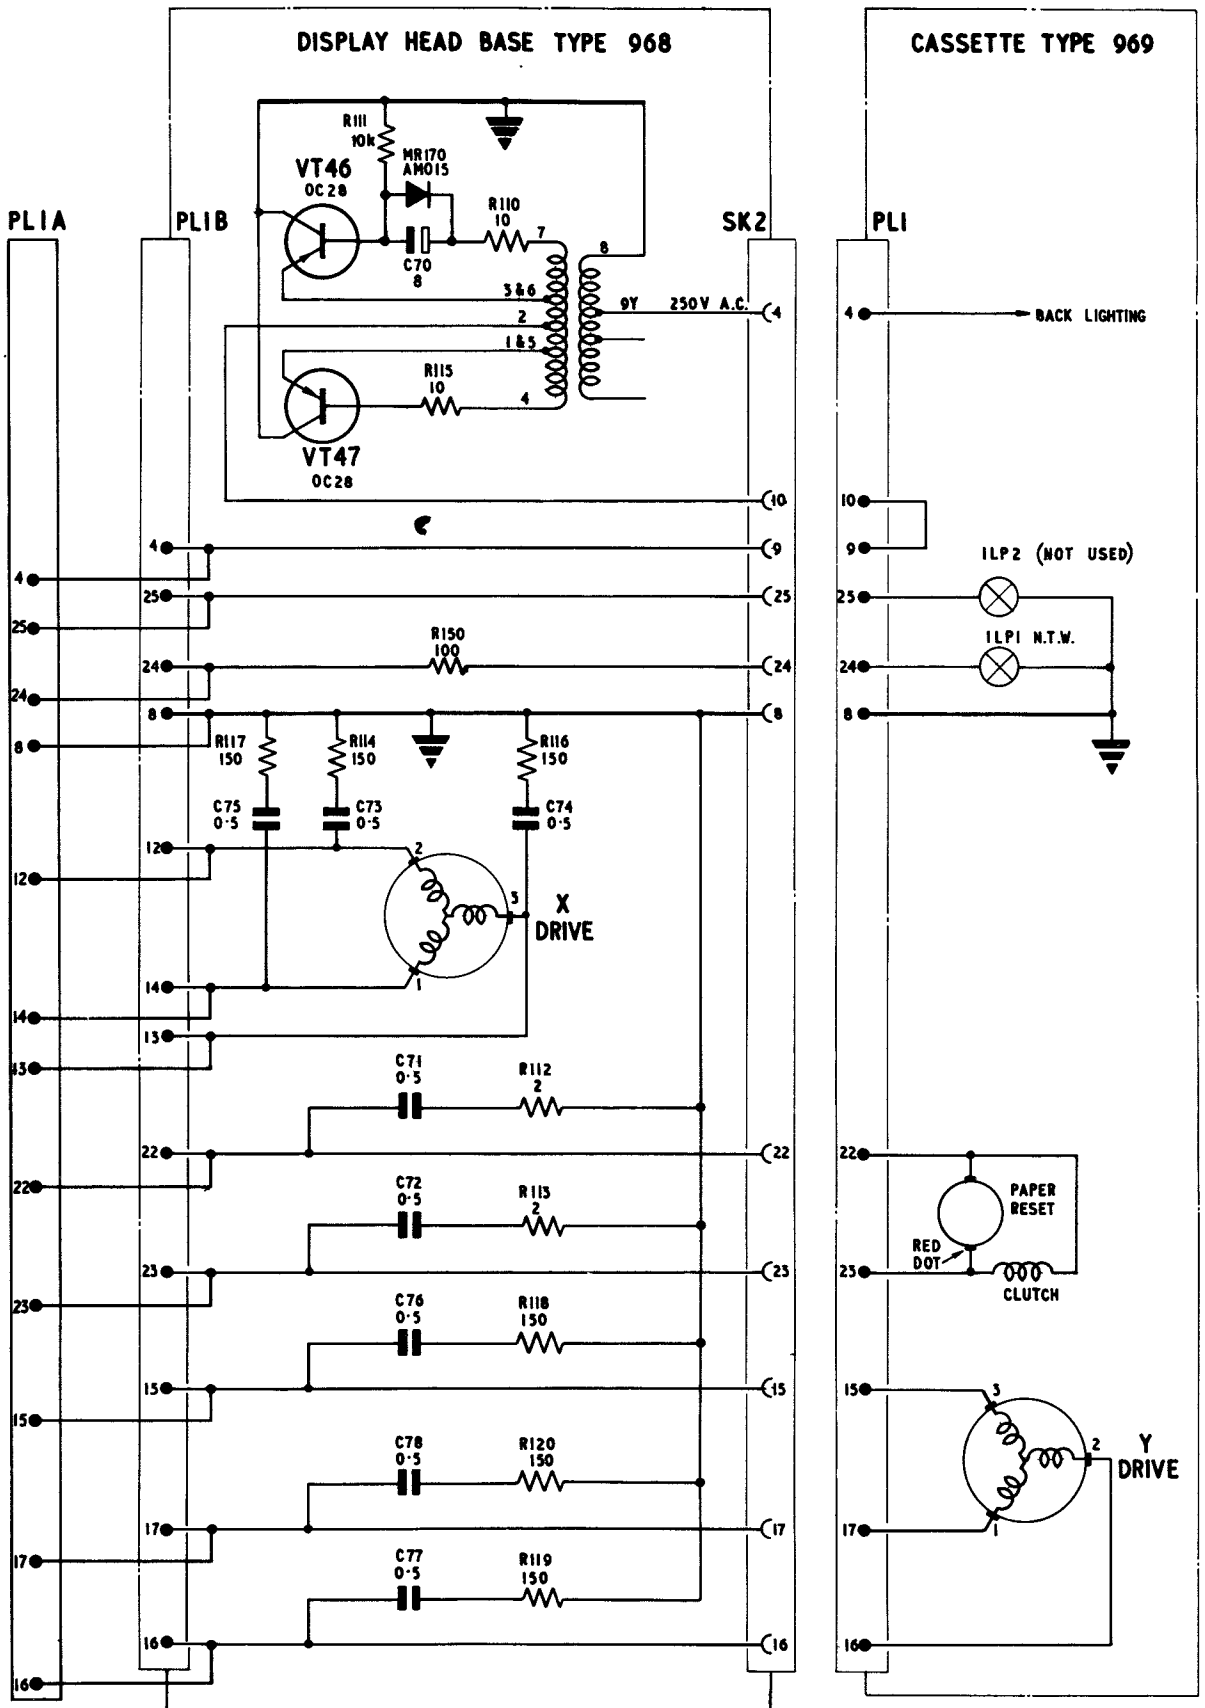 DISPLAY HEAD BASE TYPE 968
CASSETTE TYPE 969
R111
10k
MR170
AM015
VT46
OC28
R110
10
7
8
PL1A
PL1B
SK2
PL1
C70
8
3&6
9Y
250V A.C.
4
4
BACK LIGHTING
2
1&5
R115
10
4
VT47
OC28
10
10
4
9
9
1LP2 (NOT USED)
4
25
25
25
25
R150
100
1LP1 N.T.W.
24
24
24
24
8
8
8
8
R117
150
R114
150
R116
150
C75
0·5
C73
0·5
C74
0·5
12
2
12
3
X
DRIVE
14
1
14
13
13
C71
0·5
R112
2
22
22
22
22
PAPER
RESET
C72
0·5
R113
2
RED
DOT
23
23
23
CLUTCH
23
C76
0·5
R118
150
15
15
15
3
15
C78
0·5
R120
150
2
Y
DRIVE
17
17
17
1
17
C77
0·5
R119
150
16
16
16
16